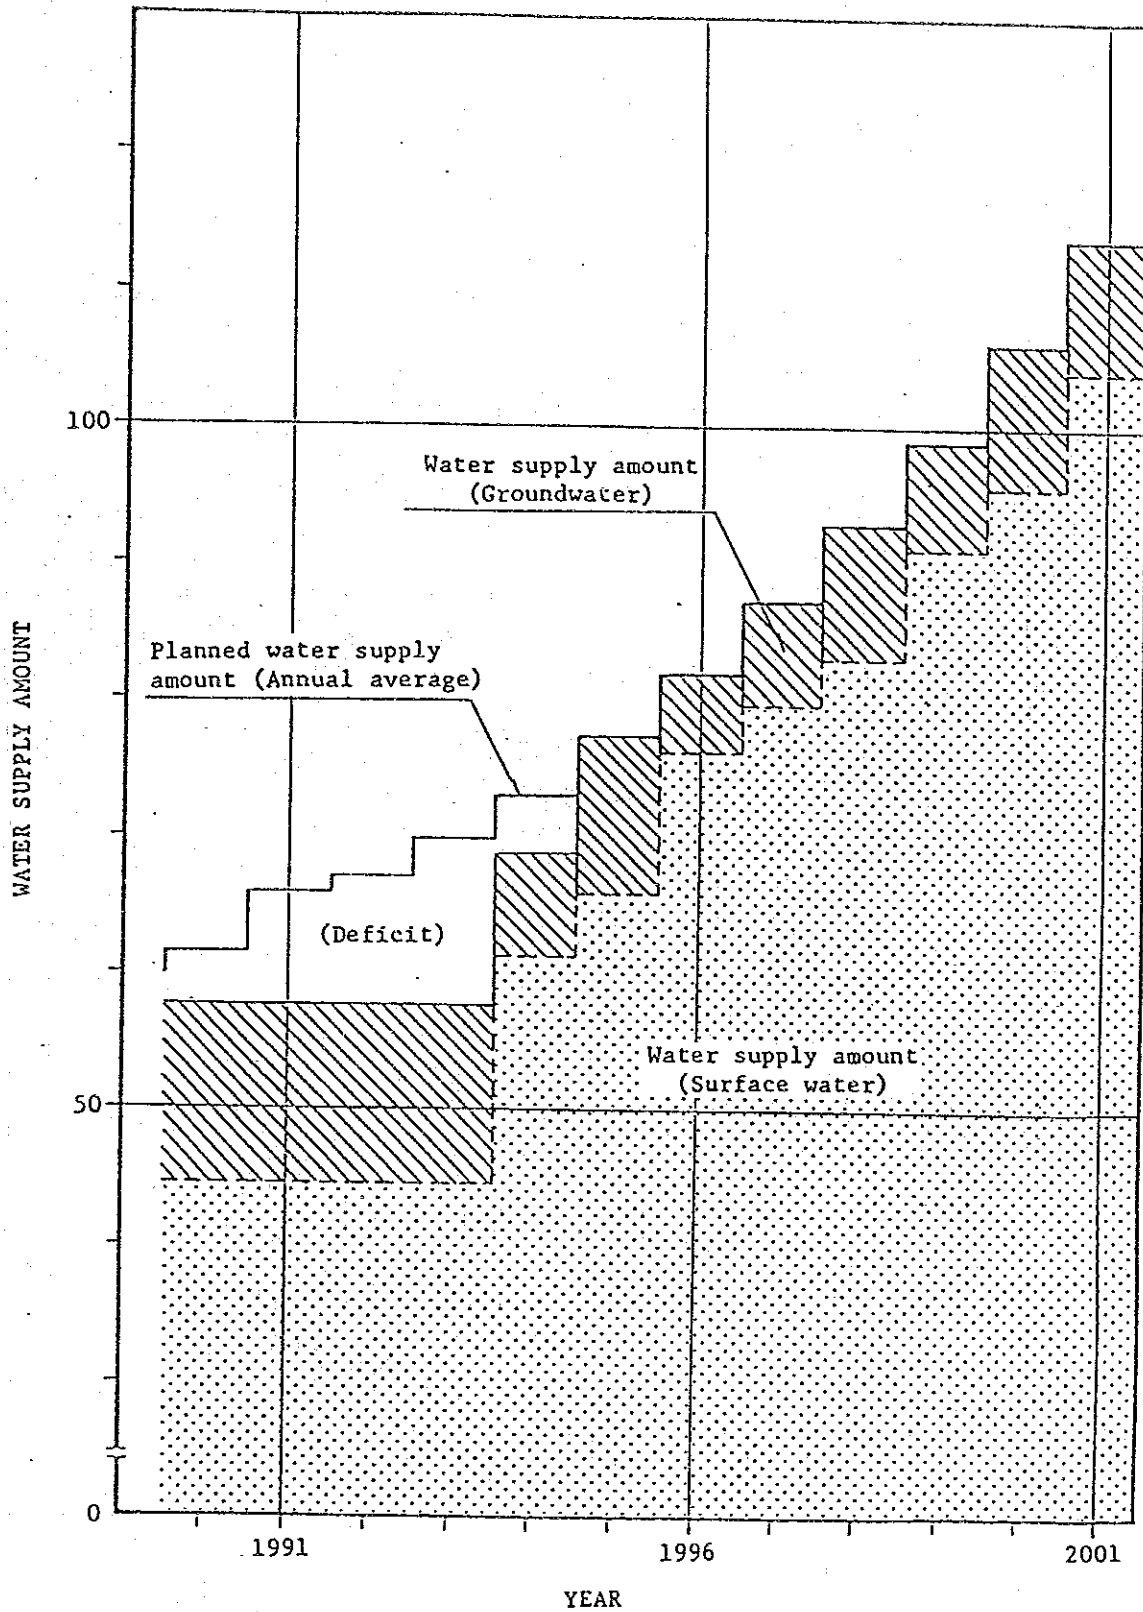 100
Water supply amount
(Groundwater)
Planned water supply
amount (Annual average)
WATER SUPPLY AMOUNT
(Deficit)
Water supply amount
(Surface water)
50
0
1991
1996
2001
YEAR